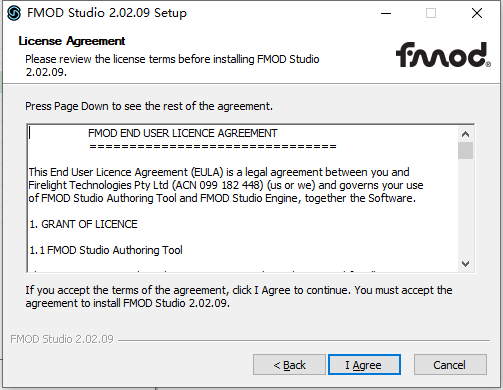 FMOD Studio 2.02.09 Setup
License Agreement
Please review the license terms before installing FMOD Studio
2.02.09.
fmod®
Press Page Down to see the rest of the agreement.
FMOD END USER LICENCE AGREEMENT
===============================
This End User Licence Agreement (EULA) is a legal agreement between you and
Firelight Technologies Pty Ltd (ACN 099 182 448) (us or we) and governs your use
of FMOD Studio Authoring Tool and FMOD Studio Engine, together the Software.
1. GRANT OF LICENCE
1.1 FMOD Studio Authoring Tool
If you accept the terms of the agreement, click I Agree to continue. You must accept the
agreement to install FMOD Studio 2.02.09.
FMOD Studio 2.02.09
< Back
I Agree
Cancel